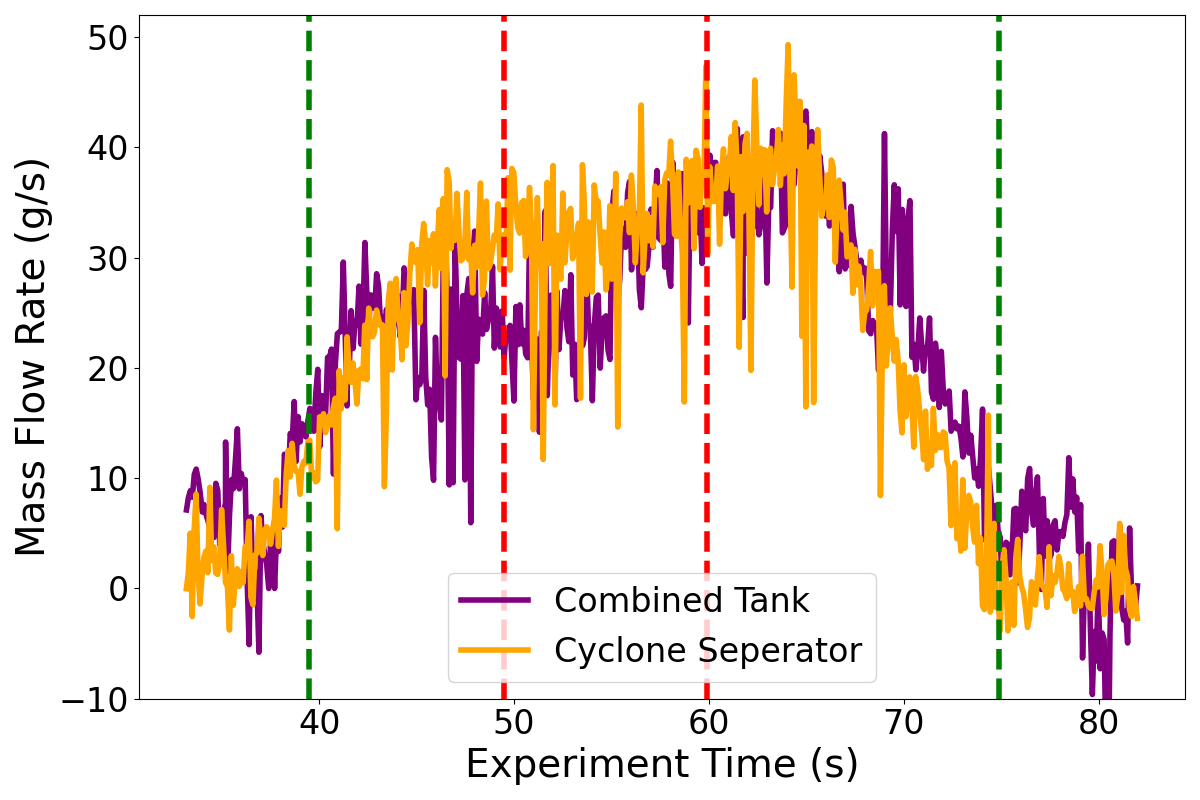 Mass Flow Rate (g/s)
50
40
30
20
10
0
−10
Combined Tank
Cyclone Seperator
40 50 60 70 80
Experiment Time (s)